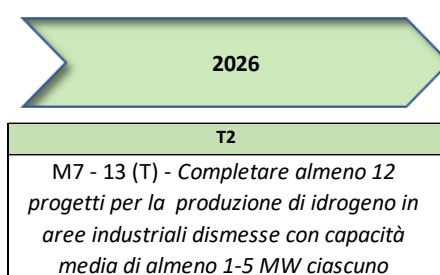 2026
T2
M7 - 13 (T) - Completare almeno 12
progetti per la produzione di idrogeno in
aree industriali dismesse con capacità
media di almeno 1-5 MW ciascuno